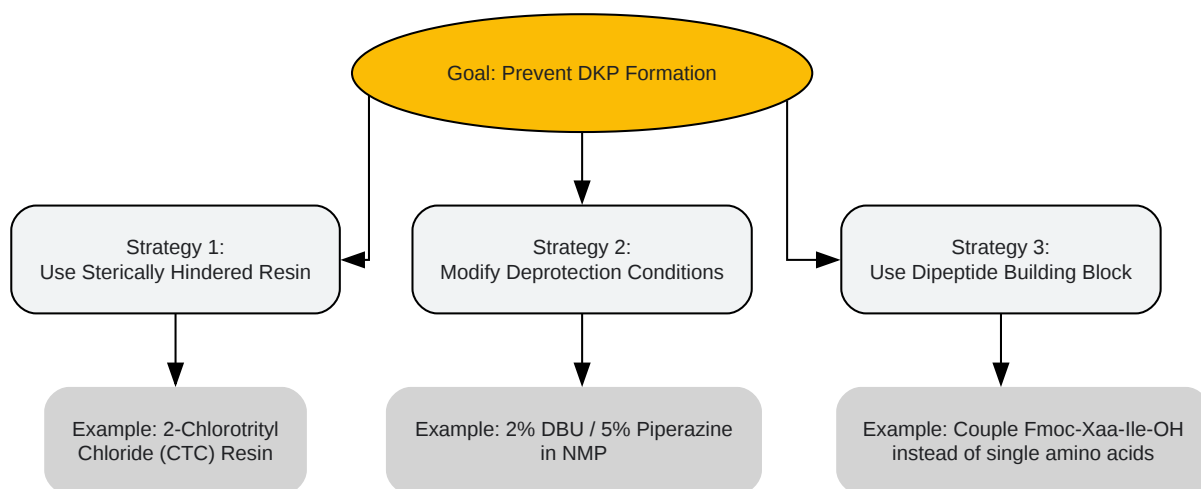 Goal: Prevent DKP Formation
Strategy 1:
Use Sterically Hindered Resin
Strategy 2:
Modify Deprotection Conditions
Strategy 3:
Use Dipeptide Building Block
Example: 2-Chlorotrityl
Chloride (CTC) Resin
Example: 2% DBU / 5% Piperazine
in NMP
Example: Couple Fmoc-Xaa-Ile-OH
instead of single amino acids